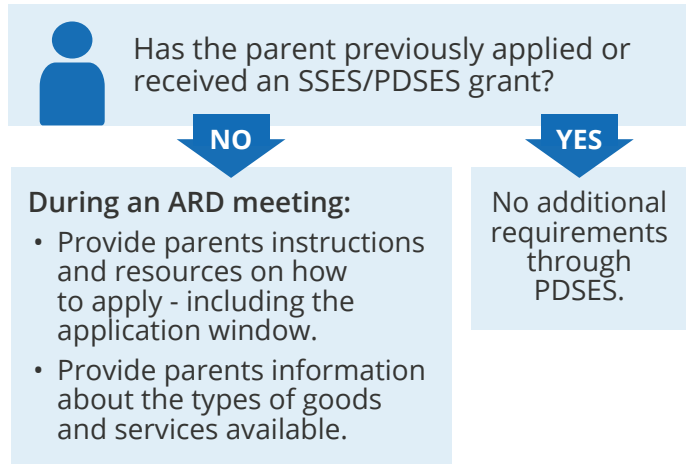 Has the parent previously applied or
received an SSES/PDSES grant?
NO
YES
During an ARD meeting:
• Provide parents instructions
and resources on how
to apply - including the
application window.
• Provide parents information
about the types of goods
and services available.
No additional
requirements
through
PDSES.